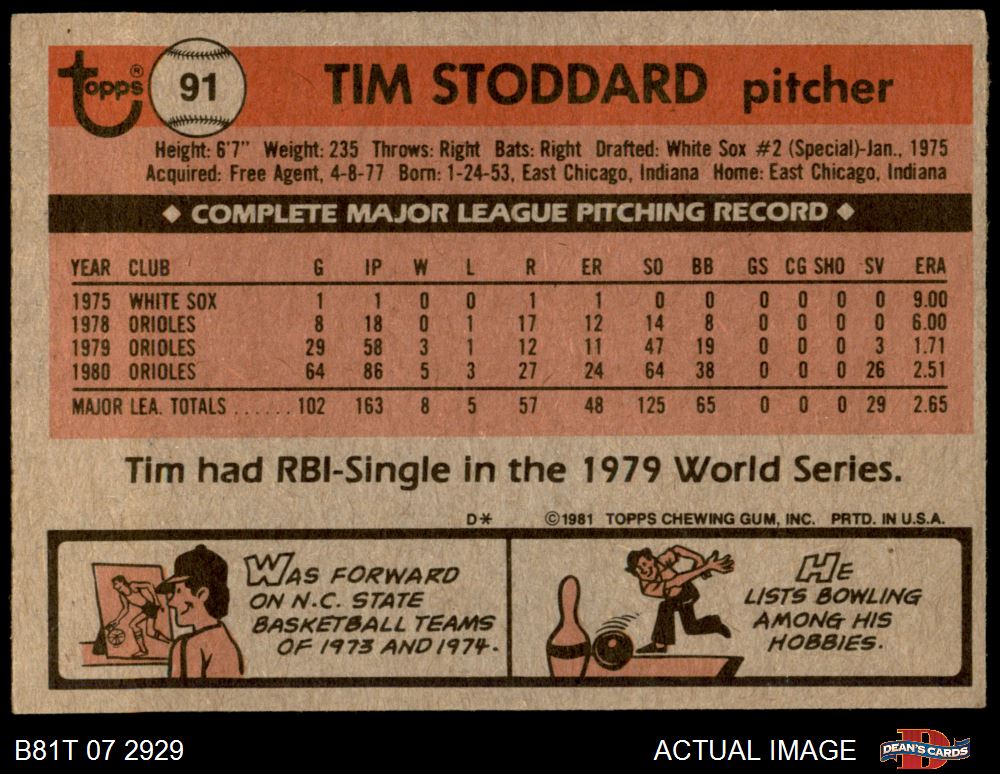 topps® 91 TIM STODDARD pitcher
Height: 6'7" Weight: 235 Throws: Right Bats: Right Drafted: White Sox #2 (Special)-Jan., 1975
Acquired: Free Agent, 4-8-77 Born: 1-24-53, East Chicago, Indiana Home: East Chicago, Indiana
◆ COMPLETE MAJOR LEAGUE PITCHING RECORD ◆
YEAR CLUB G IP W L R ER SO BB GS CG SHO SV ERA
1975 WHITE SOX 1 1 0 0 1 1 0 0 0 0 0 0 9.00
1978 ORIOLES 8 18 0 1 17 12 14 8 0 0 0 0 6.00
1979 ORIOLES 29 58 3 1 12 11 47 19 0 0 0 3 1.71
1980 ORIOLES 64 86 5 3 27 24 64 38 0 0 0 26 2.51
MAJOR LEA. TOTALS ...... 102 163 8 5 57 48 125 65 0 0 0 29 2.65
Tim had RBI-Single in the 1979 World Series.
D* ©1981 TOPPS CHEWING GUM, INC. PRTD. IN U.S.A.
WAS FORWARD
ON N.C. STATE
BASKETBALL TEAMS
OF 1973 AND 1974.
HE
LISTS BOWLING
AMONG HIS
HOBBIES.
B81T 07 2929 ACTUAL IMAGE D DEAN'S CARDS